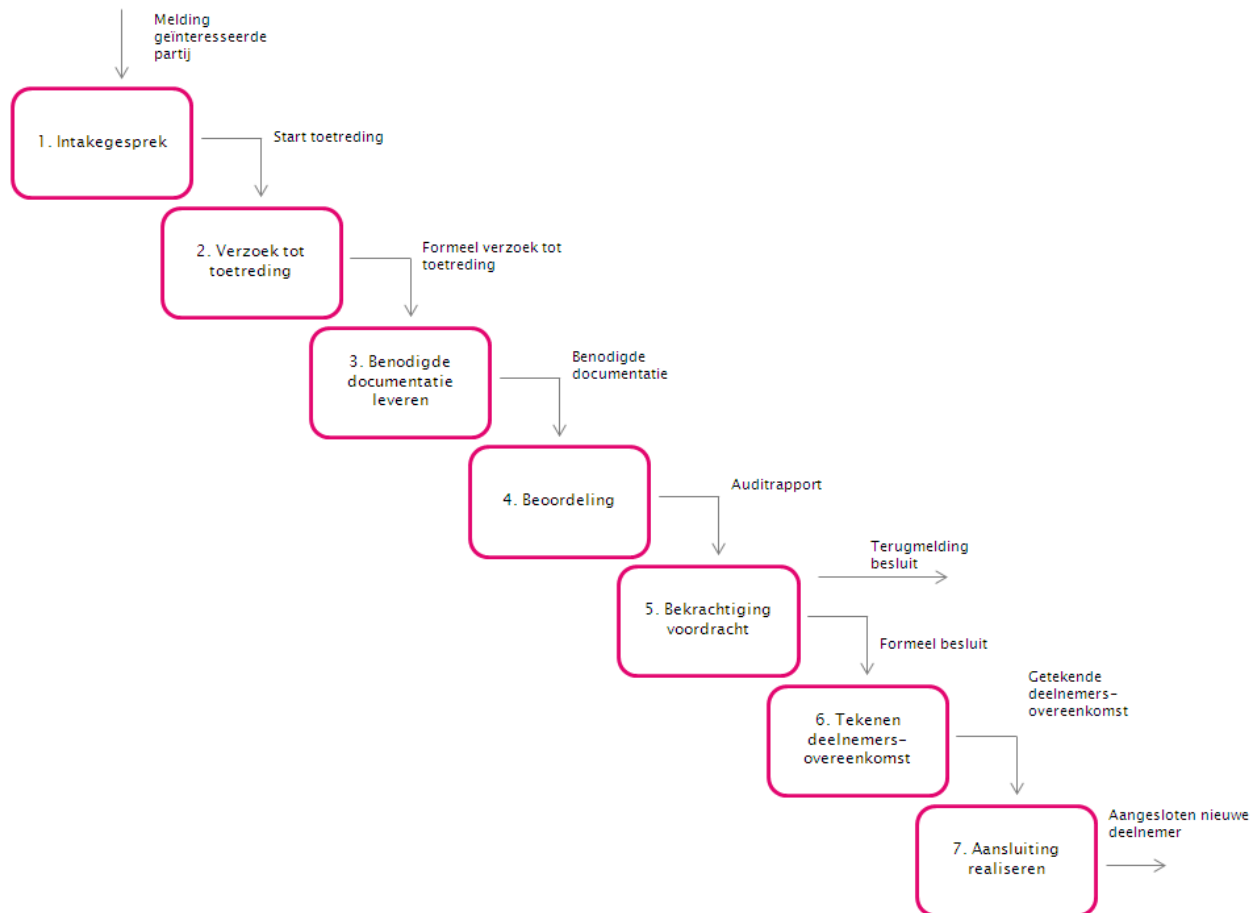 Melding
geïnteresseerde
partij
1. Intakegesprek
Start toetreding
2. Verzoek tot
toetreding
Formeel verzoek tot
toetreding
3. Benodigde
documentatie
leveren
Benodigde
documentatie
4. Beoordeling
Auditrapport
5. Bekrachtiging
voordracht
Terugmelding
besluit
Formeel besluit
6. Tekenen
deelnemers-
overeenkomst
Getekende
deelnemers-
overeenkomst
7. Aansluiting
realiseren
Aangesloten nieuwe
deelnemer